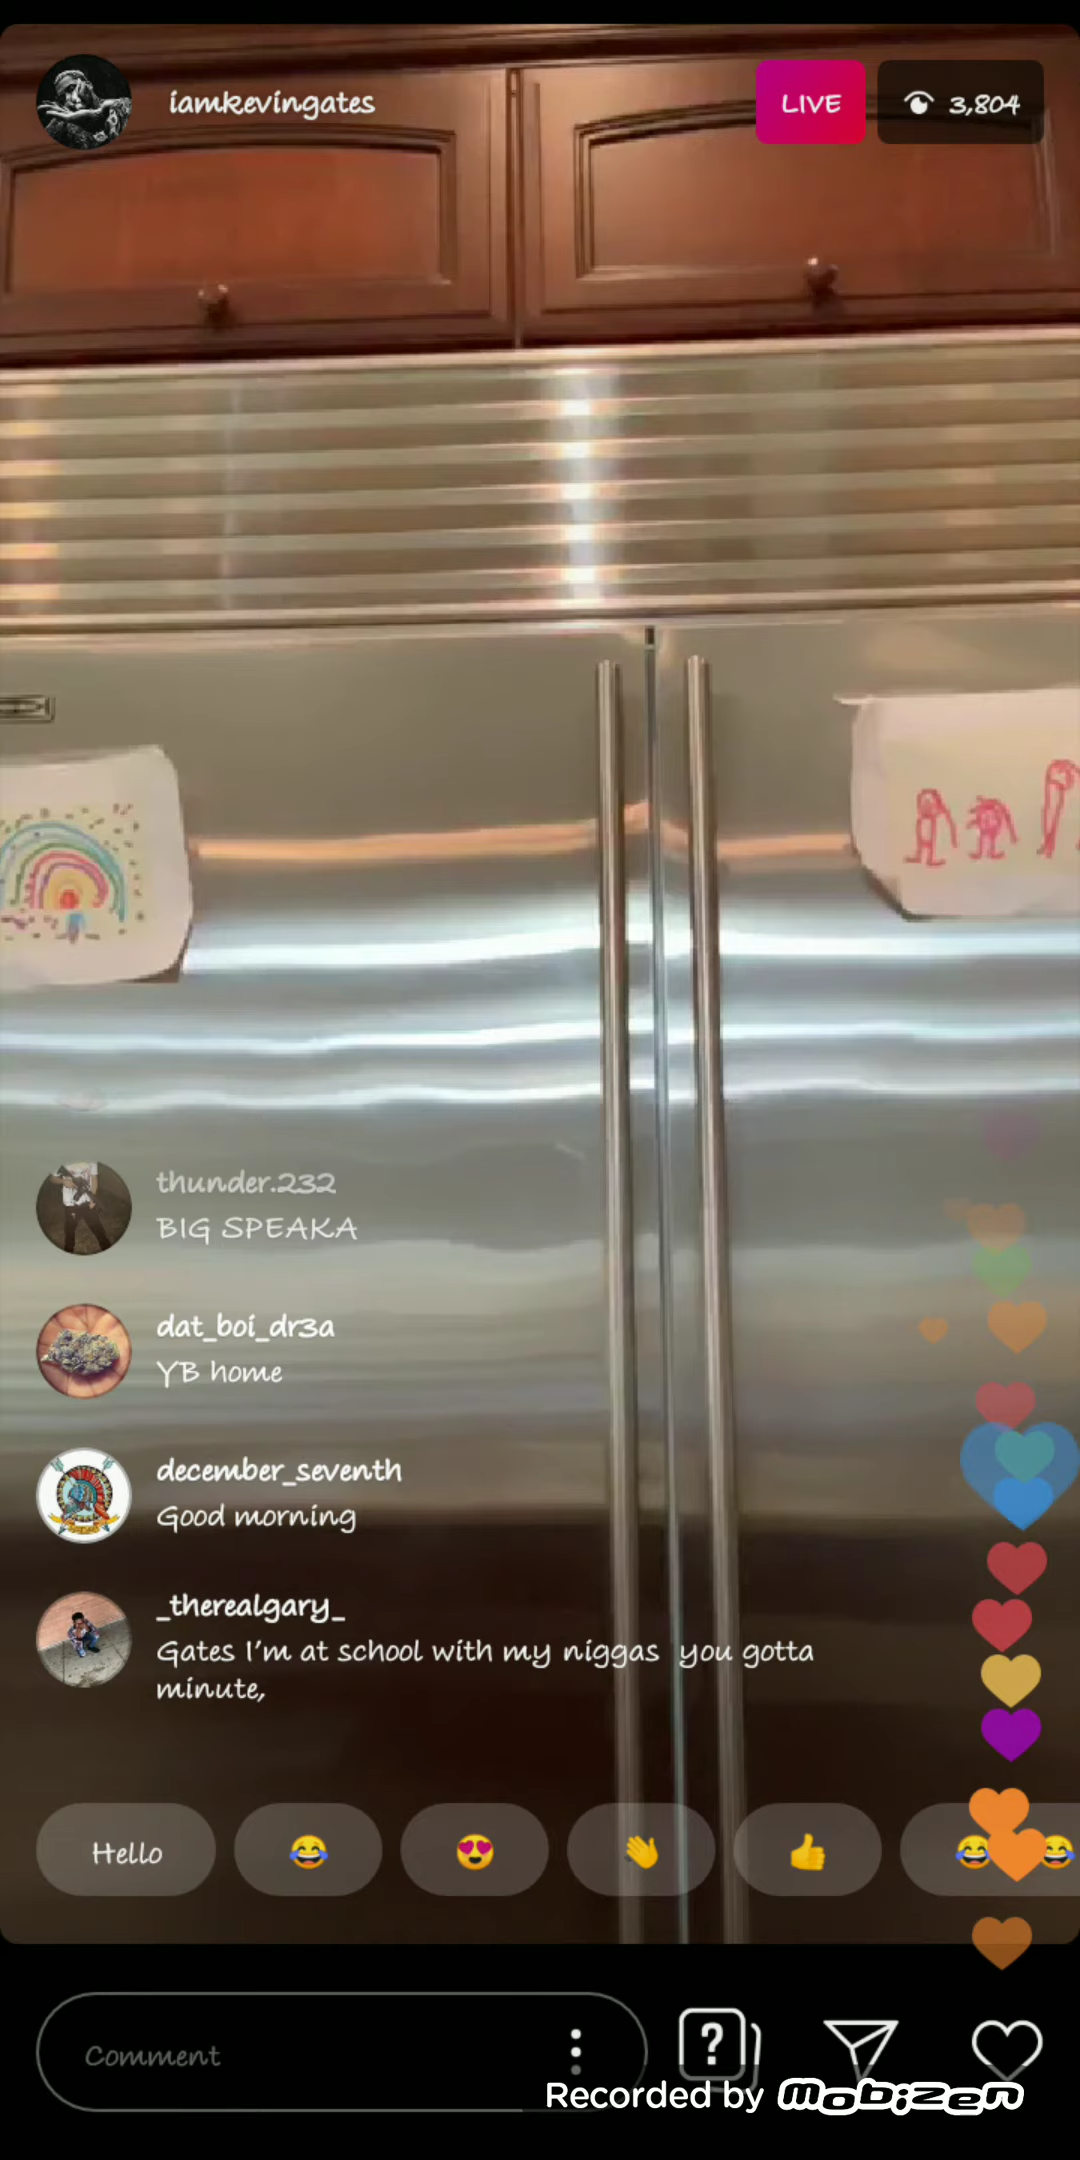 iamkevingates
LIVE
3,804
thunder.232
BIG SPEAKA
dat_boi_dr3a
YB home
december_seventh
Good morning
_therealgary_
Gates I'm at school with my niggas you gotta
minute,
Hello
Comment
Recorded by mobizen